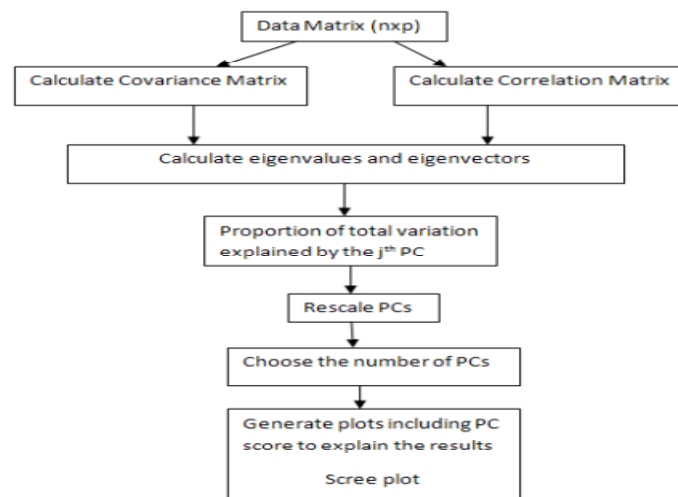 Data Matrix (nxp)
Calculate Covariance Matrix
Calculate Correlation Matrix
Calculate eigenvalues and eigenvectors
Proportion of total variation
explained by the jth PC
Rescale PCs
Choose the number of PCs
Generate plots including PC
score to explain the results
Scree plot